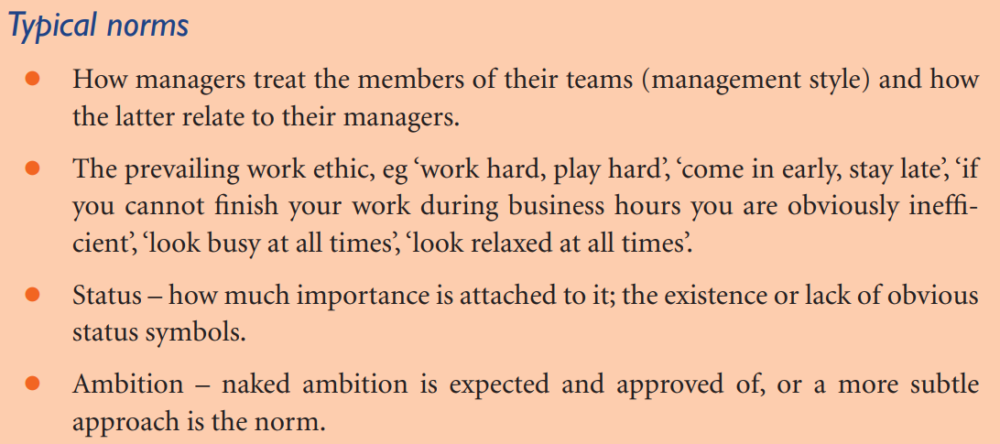 Typical norms
● How managers treat the members of their teams (management style) and how
the latter relate to their managers.
● The prevailing work ethic, eg ‘work hard, play hard’, ‘come in early, stay late’, ‘if
you cannot finish your work during business hours you are obviously ineffi-
cient’, ‘look busy at all times’, ‘look relaxed at all times’.
● Status – how much importance is attached to it; the existence or lack of obvious
status symbols.
● Ambition – naked ambition is expected and approved of, or a more subtle
approach is the norm.